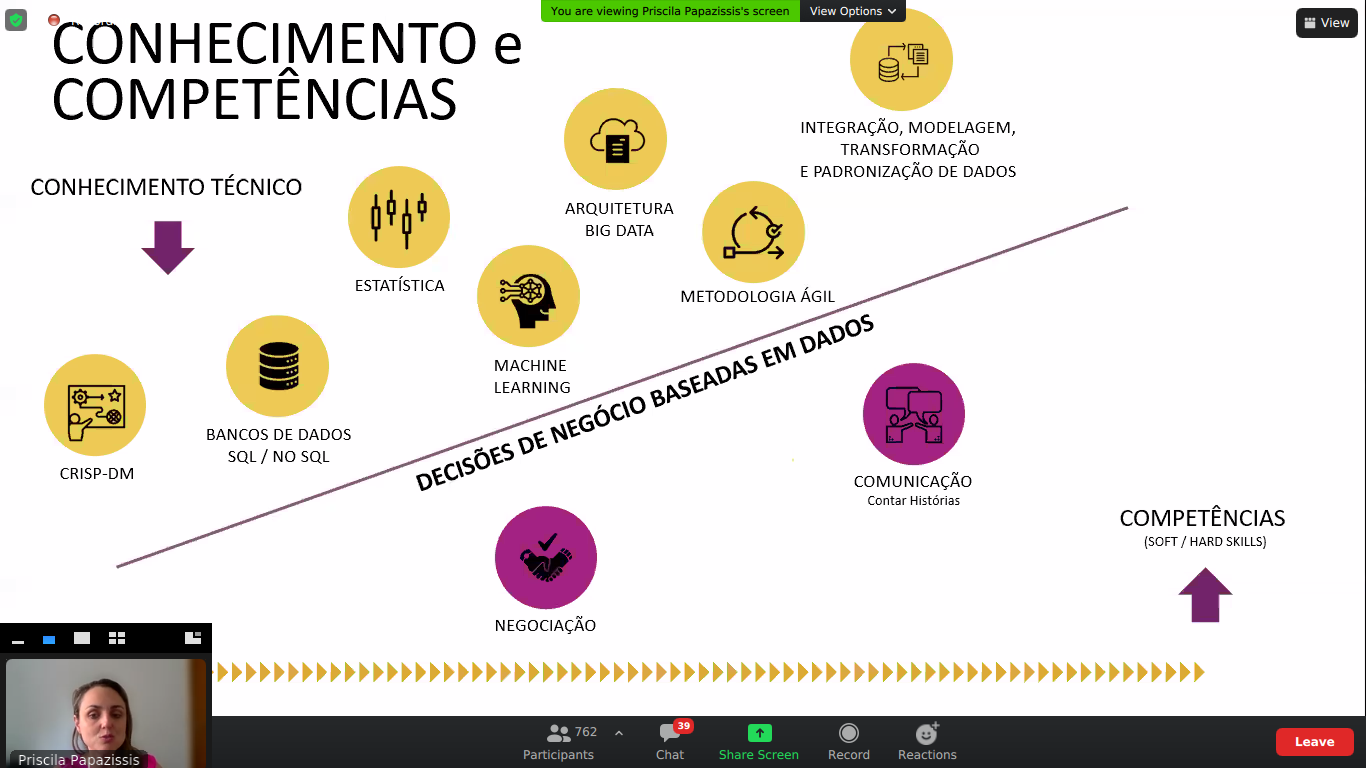 You are viewing Priscila Papazissis's screen
View Options
View
CONHECIMENTO e
COMPETÊNCIAS
INTEGRAÇÃO, MODELAGEM,
TRANSFORMAÇÃO
E PADRONIZAÇÃO DE DADOS
CONHECIMENTO TÉCNICO
ARQUITETURA
BIG DATA
ESTATÍSTICA
METODOLOGIA ÁGIL
MACHINE
LEARNING
BANCOS DE DADOS
SQL / NO SQL
CRISP-DM
DECISÕES DE NEGÓCIO BASEADAS EM DADOS
COMUNICAÇÃO
Contar Histórias
COMPETÊNCIAS
(SOFT / HARD SKILLS)
NEGOCIAÇÃO
Priscila Papazissis
762
Participants
39
Chat
Share Screen
Record
Reactions
Leave